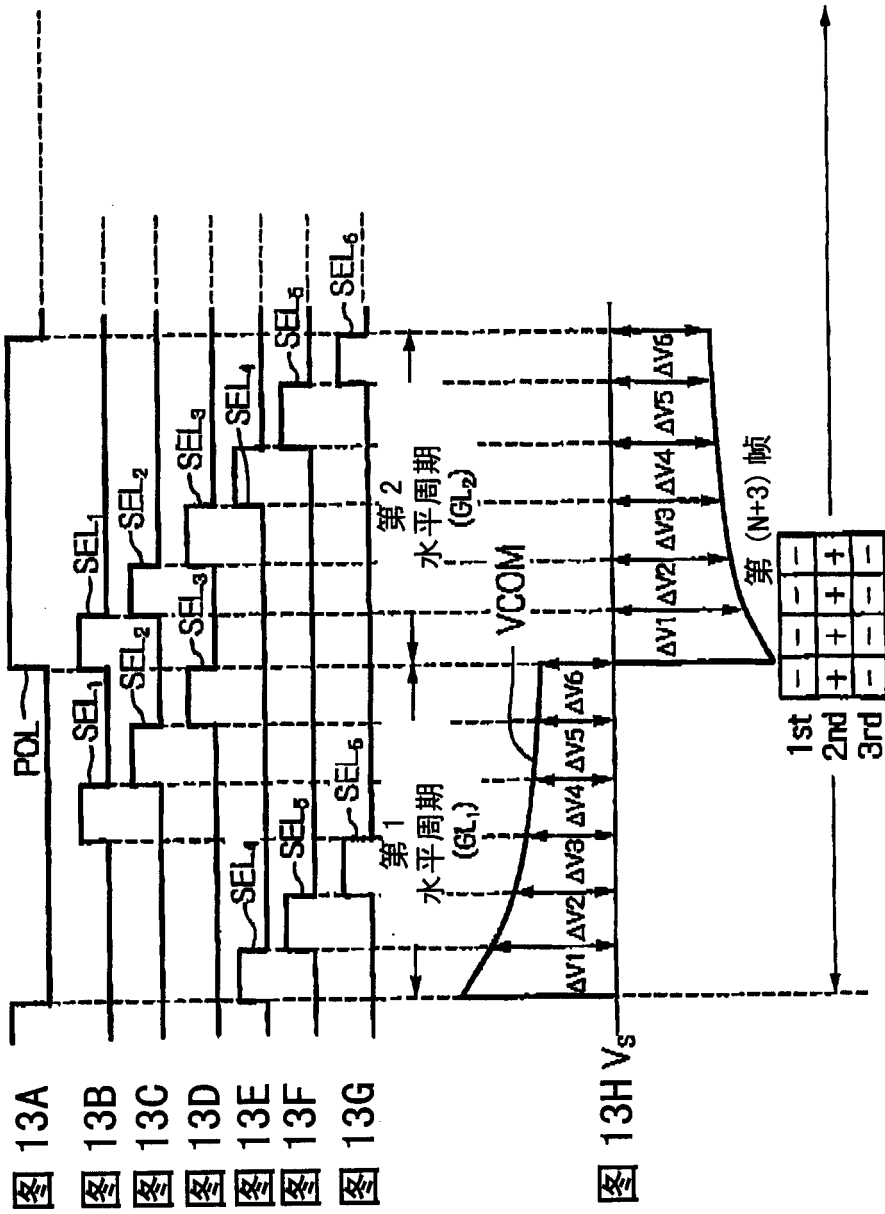 图 13A POL
图 13B SEL₁ SEL₁
图 13C SEL₂ SEL₂
图 13D SEL₃ SEL₃
图 13E SEL₄ SEL₄
图 13F SEL₅ SEL₅
图 13G SEL₆ SEL₆
第 1
水平周期
(GL₁)
第 2
水平周期
(GL₂)
VCOM
图 13H Vs
ΔV1 ΔV2 ΔV3 ΔV4 ΔV5 ΔV6
ΔV1 ΔV2 ΔV3 ΔV4 ΔV5 ΔV6
第 (N+3) 帧
1st − − − −
2nd + + + +
3rd − − − −